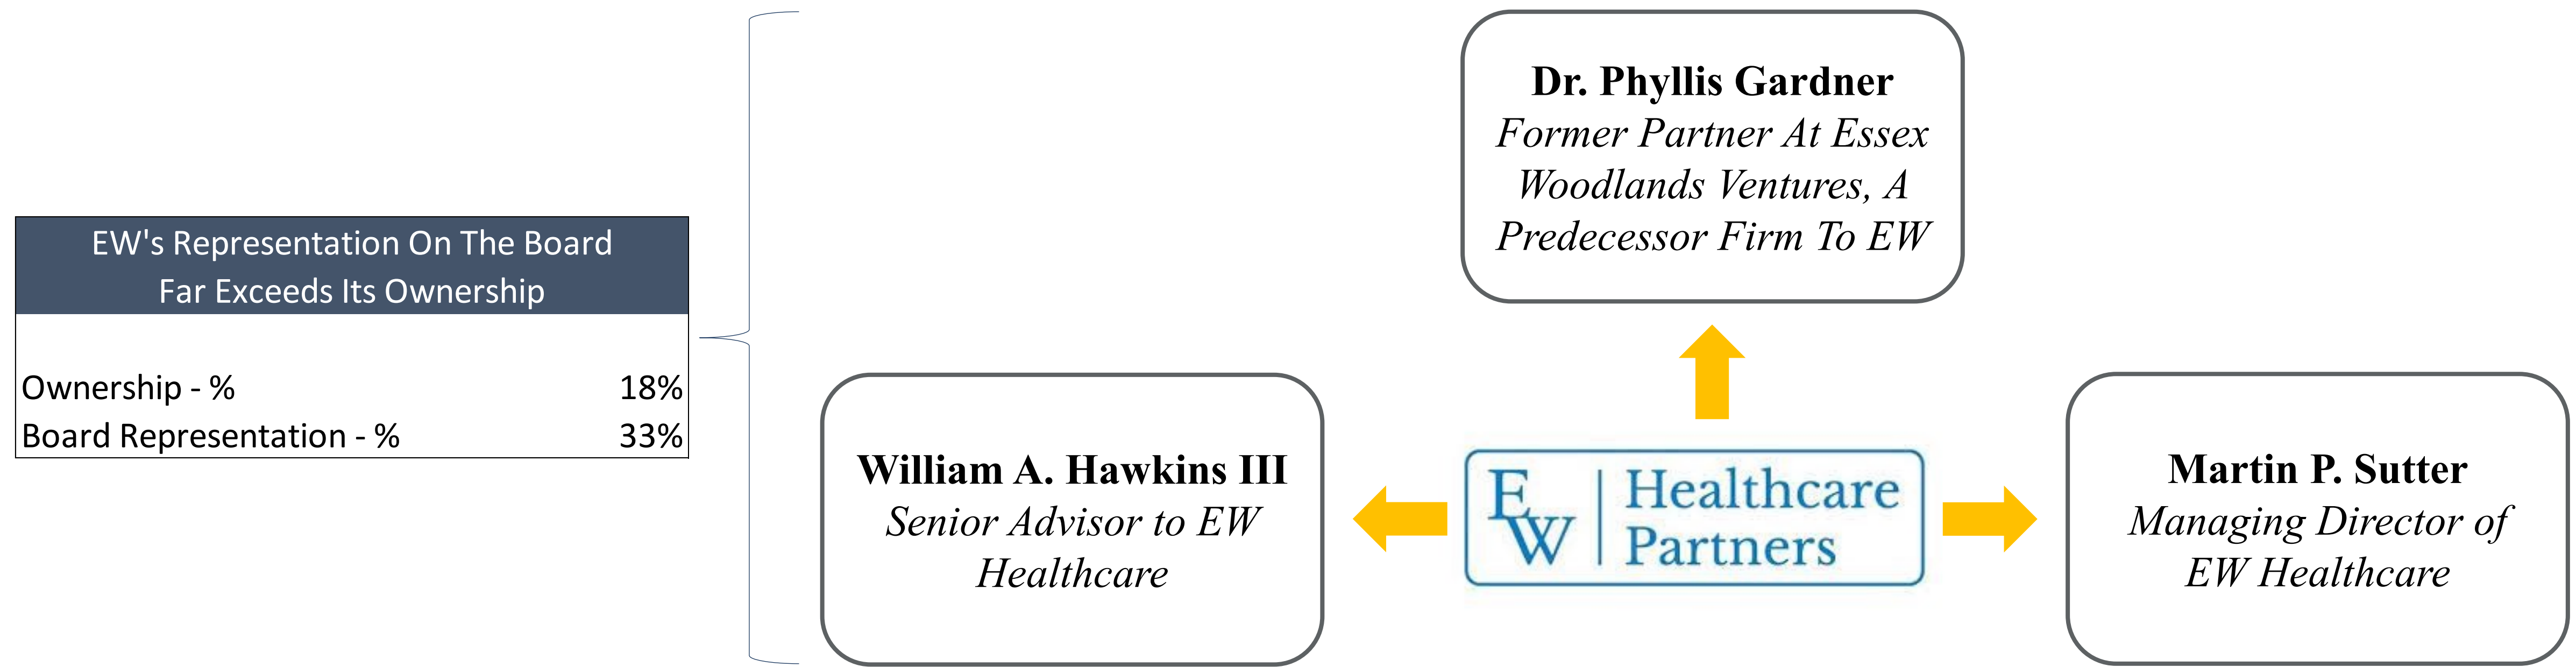 EW's Representation On The Board
Far Exceeds Its Ownership
Ownership - % 18%
Board Representation - % 33%
Dr. Phyllis Gardner
Former Partner At Essex
Woodlands Ventures, A
Predecessor Firm To EW
William A. Hawkins III
Senior Advisor to EW
Healthcare
EW Healthcare
Partners
Martin P. Sutter
Managing Director of
EW Healthcare